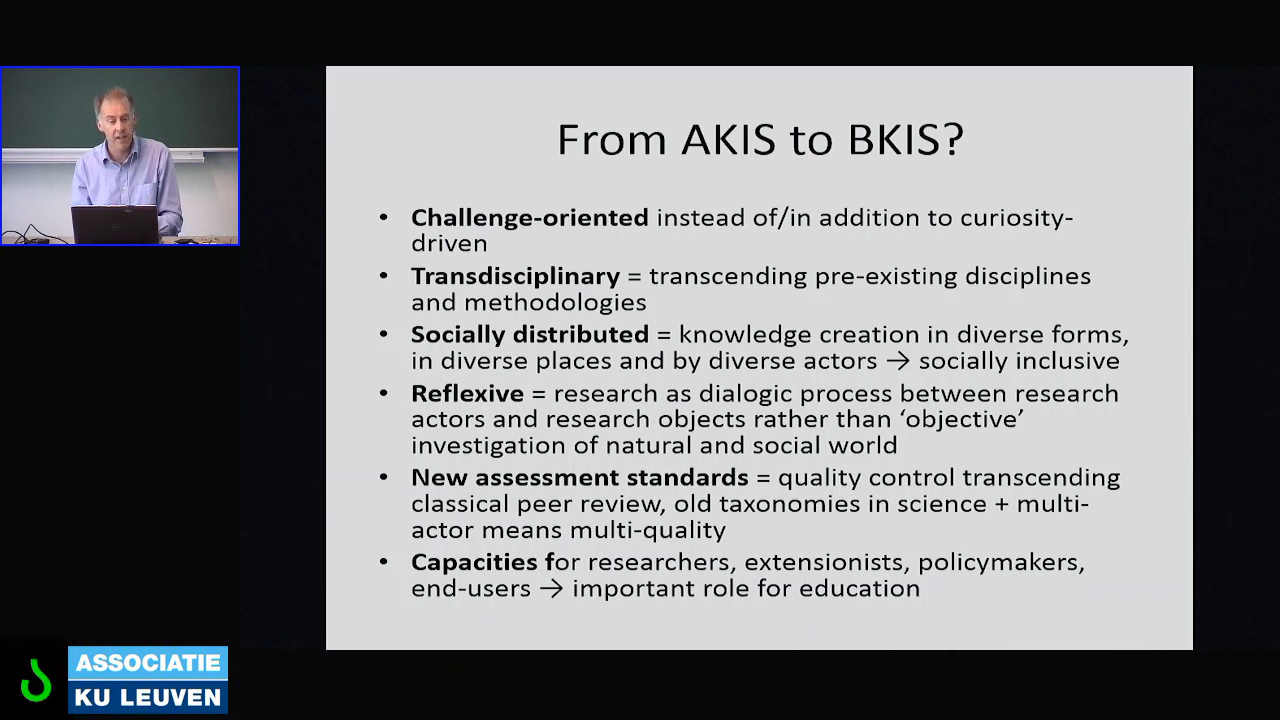 From AKIS to BKIS?
• Challenge-oriented instead of/in addition to curiosity-
driven
• Transdisciplinary = transcending pre-existing disciplines
and methodologies
• Socially distributed = knowledge creation in diverse forms,
in diverse places and by diverse actors → socially inclusive
• Reflexive = research as dialogic process between research
actors and research objects rather than ‘objective’
investigation of natural and social world
• New assessment standards = quality control transcending
classical peer review, old taxonomies in science + multi-
actor means multi-quality
• Capacities for researchers, extensionists, policymakers,
end-users → important role for education
ASSOCIATIE
KU LEUVEN